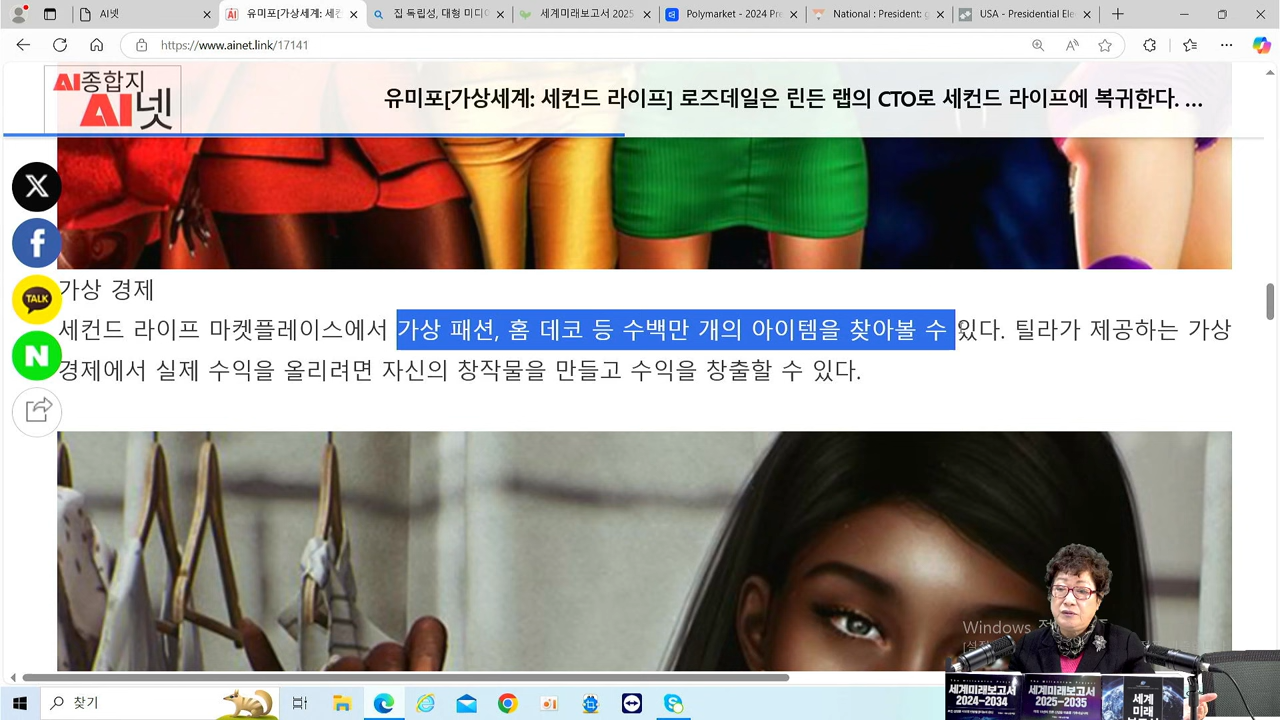 AI넷
유미포[가상세계: 세컨
집 독립성, 대형 미디어
세계미래보고서 2025
Polymarket - 2024 Pre
National : President: g
USA - Presidential Ele
https://www.ainet.link/17141
AI종합지
AI넷
유미포[가상세계: 세컨드 라이프] 로즈데일은 린든 랩의 CTO로 세컨드 라이프에 복귀한다. ...
가상 경제
세컨드 라이프 마켓플레이스에서 가상 패션, 홈 데코 등 수백만 개의 아이템을 찾아볼 수 있다. 틸라가 제공하는 가상
경제에서 실제 수익을 올리려면 자신의 창작물을 만들고 수익을 창출할 수 있다.
TALK
N
Windows
찾기
세계미래보고서
2024-2034
세계미래보고서
2025-2035
세계
미래